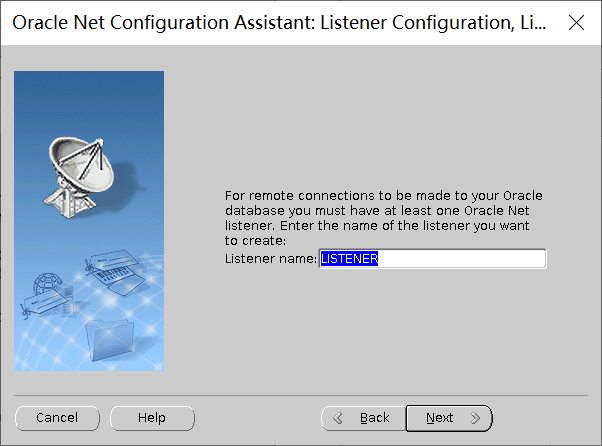 Oracle Net Configuration Assistant: Listener Configuration, Li...
For remote connections to be made to your Oracle
database you must have at least one Oracle Net
listener. Enter the name of the listener you want
to create:
Listener name: LISTENER
Cancel Help Back Next